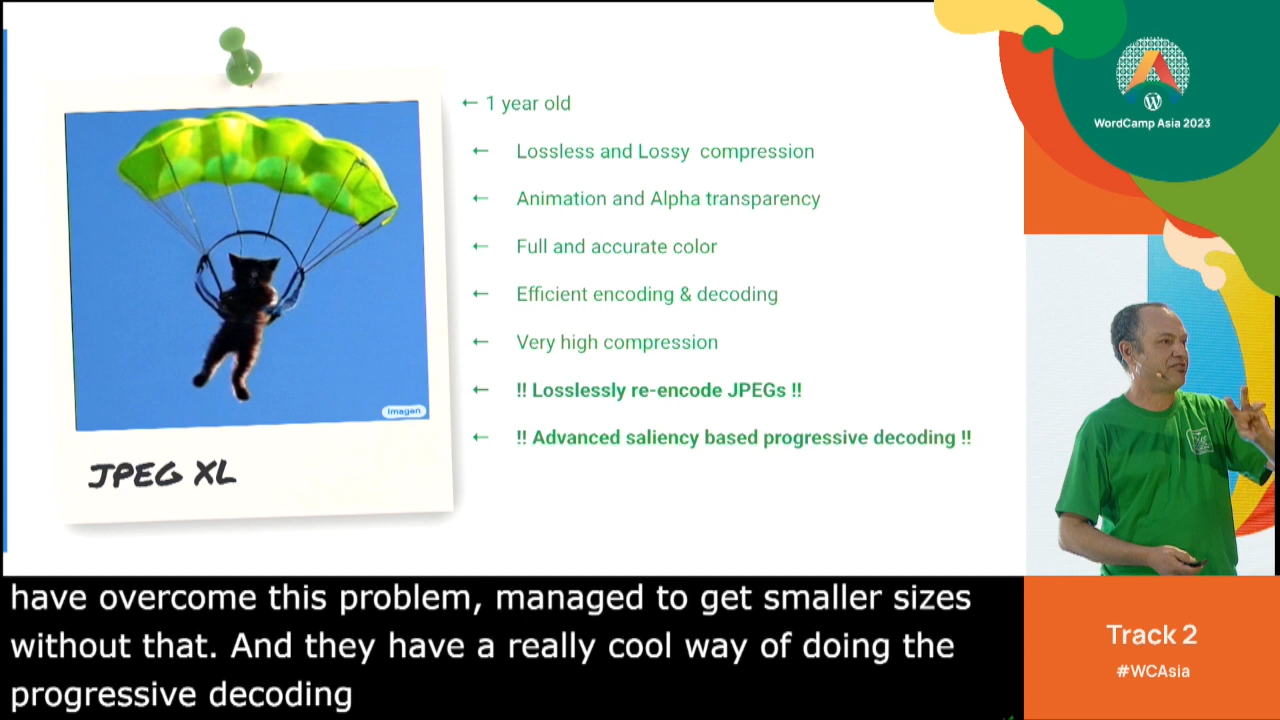 ← 1 year old
← Lossless and Lossy compression
← Animation and Alpha transparency
← Full and accurate color
← Efficient encoding & decoding
← Very high compression
← !! Losslessly re-encode JPEGs !!
← !! Advanced saliency based progressive decoding !!
Imagen
JPEG XL
WordCamp Asia 2023
have overcome this problem, managed to get smaller sizes
without that. And they have a really cool way of doing the
progressive decoding
Track 2
#WCAsia